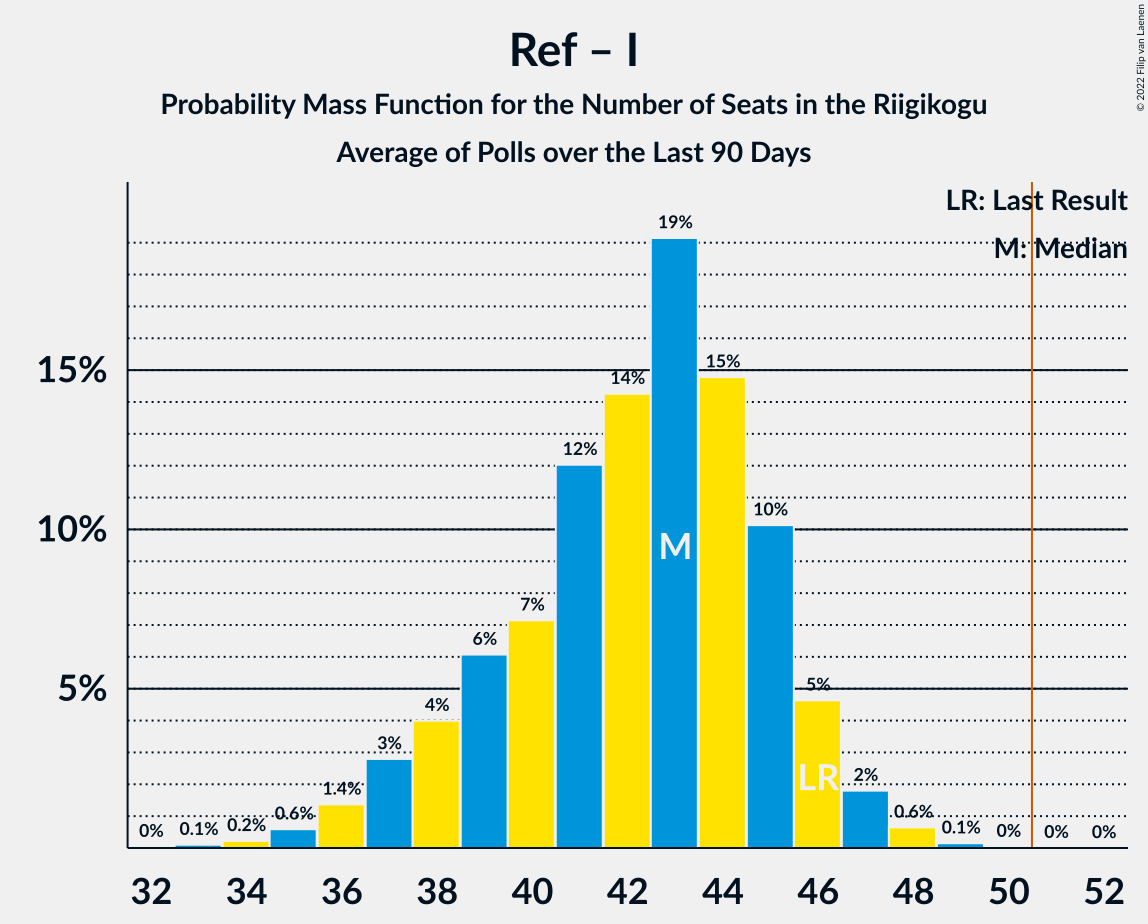 Ref – I
Probability Mass Function for the Number of Seats in the Riigikogu
Average of Polls over the Last 90 Days
© 2022 Filip van Laenen
LR: Last Result
M: Median
15%
10%
5%
0%
0.1%
0.2%
0.6%
1.4%
3%
4%
6%
7%
12%
14%
19%
15%
10%
5%
2%
0.6%
0.1%
0%
0%
0%
M
LR
32 34 36 38 40 42 44 46 48 50 52